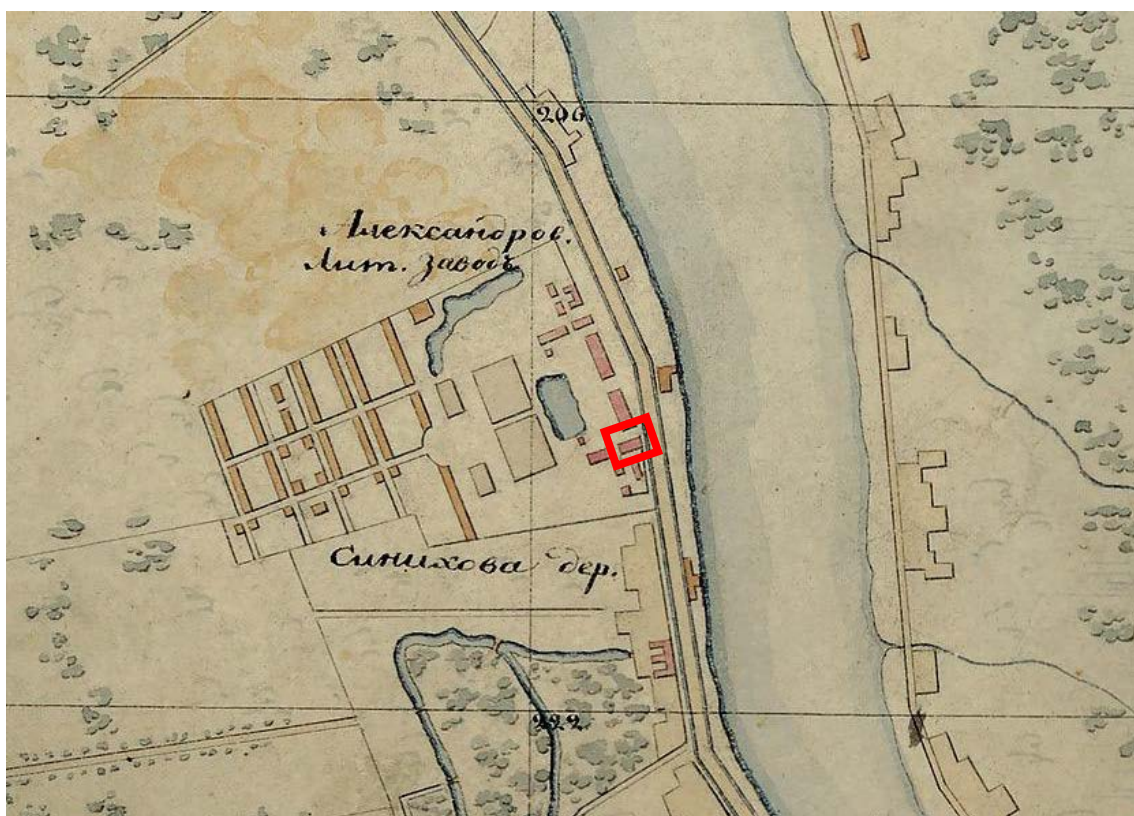 206
Александров.
Лит. заводъ
Синихова дер.
222.